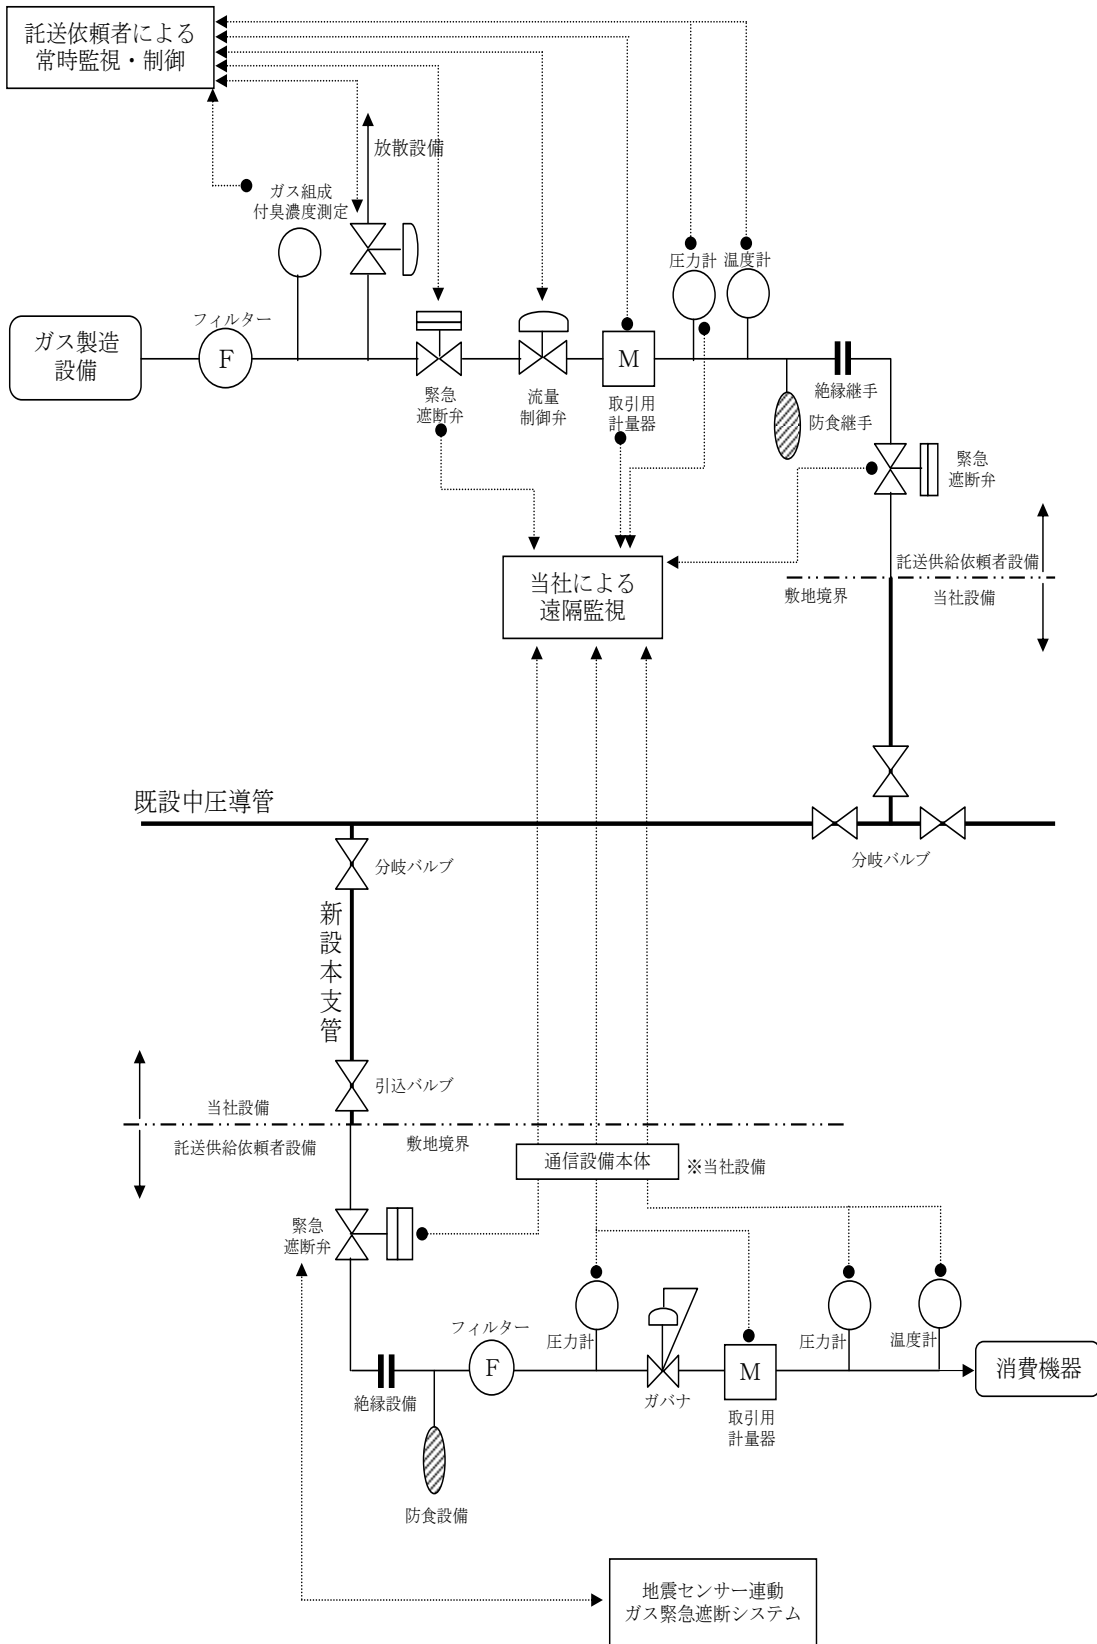 託送依頼者による
常時監視・制御
放散設備
ガス組成
付臭濃度測定
圧力計
温度計
フィルター
ガス製造
設備
F
M
緊急
遮断弁
流量
制御弁
取引用
計量器
絶縁継手
防食継手
緊急
遮断弁
当社による
遠隔監視
託送供給依頼者設備
敷地境界
当社設備
既設中圧導管
分岐バルブ
分岐バルブ
新設本支管
引込バルブ
当社設備
託送供給依頼者設備
敷地境界
通信設備本体
※当社設備
緊急
遮断弁
フィルター
F
圧力計
ガバナ
M
取引用
計量器
圧力計
温度計
消費機器
絶縁設備
防食設備
地震センサー連動
ガス緊急遮断システム